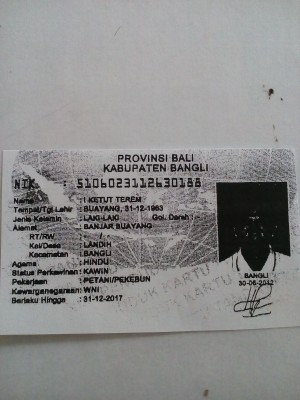 PROVINSI BALI
KABUPATEN BANGLI
NIK : 5106023112630188
Nama : I KETUT TEREM
Tempat/Tgl Lahir : BUAYANG, 31-12-1963
Jenis Kelamin : LAKI-LAKI Gol. Darah : -
Alamat : BANJAR BUAYANG
RT/RW : - / -
Kel/Desa : LANDIH
Kecamatan : BANGLI
Agama : HINDU
Status Perkawinan : KAWIN
Pekerjaan : PETANI/PEKEBUN
Kewarganegaraan : WNI
Berlaku Hingga : 31-12-2017
BANGLI
30-06-2012